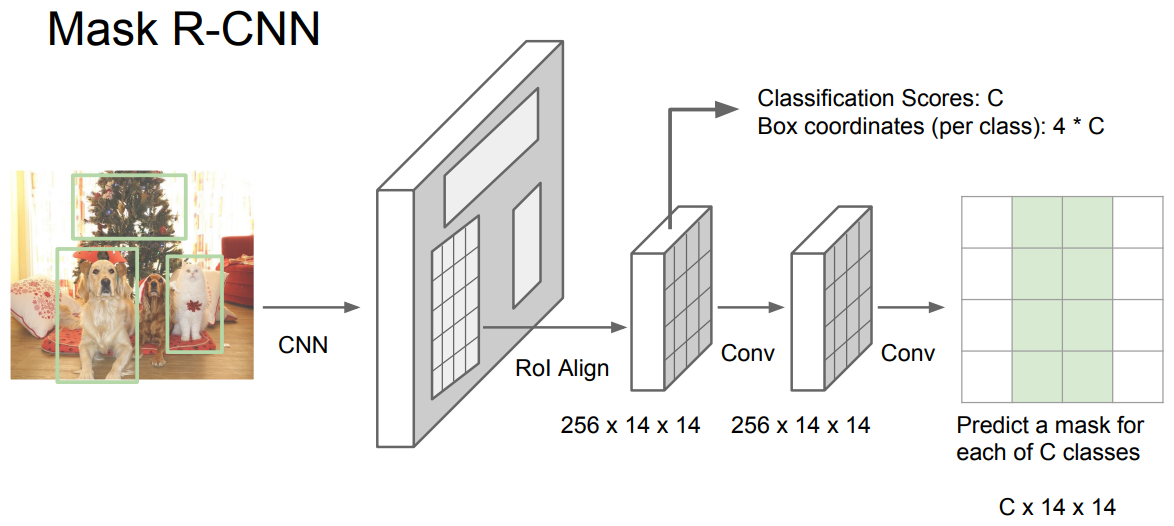 Mask R-CNN
Classification Scores: C
Box coordinates (per class): 4 * C
CNN
RoI Align
Conv
Conv
256 x 14 x 14
256 x 14 x 14
Predict a mask for
each of C classes
C x 14 x 14